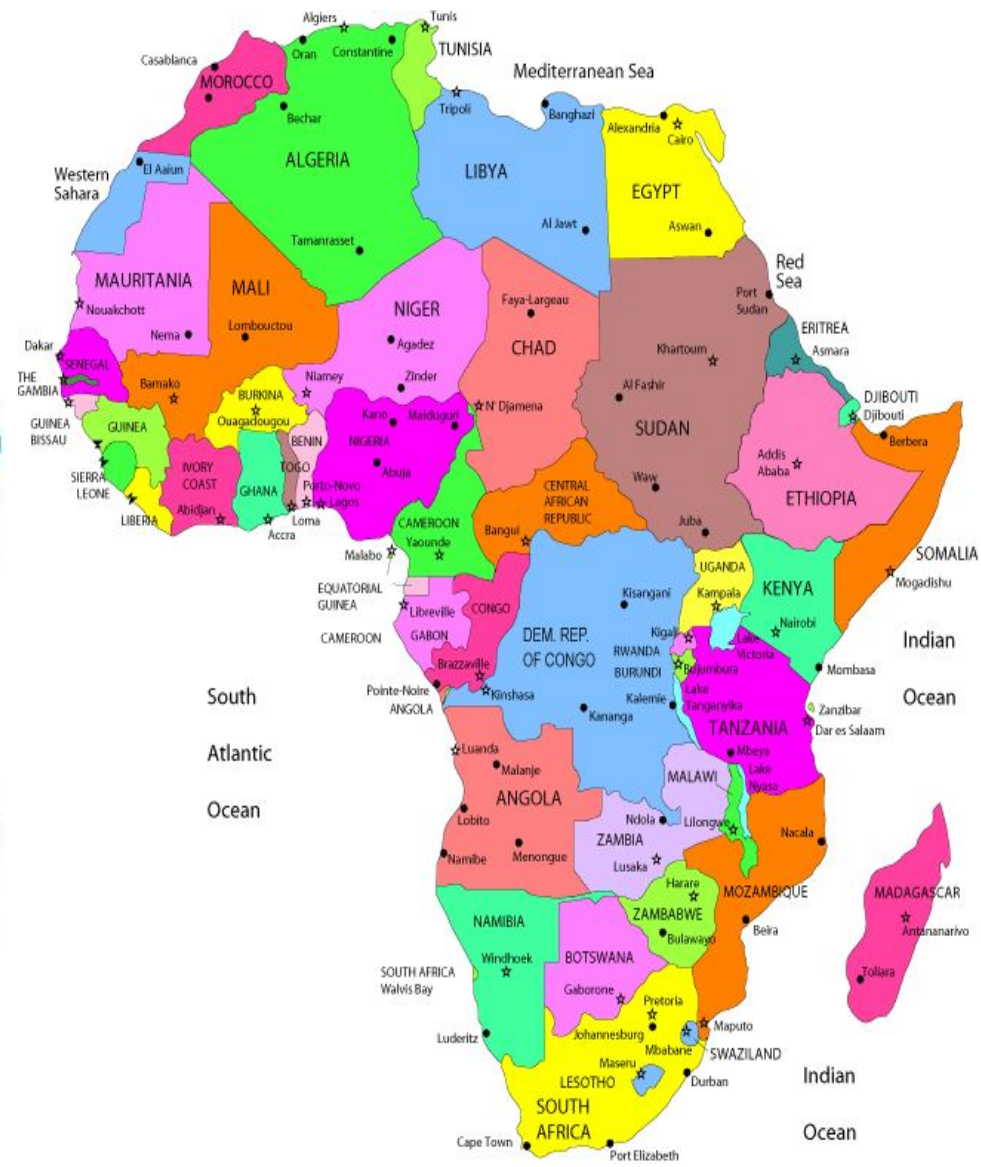 Algiers
Tunis
Oran
Constantine
TUNISIA
Casablanca
MOROCCO
Mediterranean Sea
Tripoli
Banghazi
Bechar
Alexandria
Cairo
ALGERIA
LIBYA
EGYPT
Western
Sahara
El Aaiun
Al Jawt
Aswan
Tamanrasset
Red
Sea
MAURITANIA
MALI
NIGER
Nouakchott
Faya-Largeau
Port
Sudan
Nema
Lombouctou
Agadez
CHAD
Khartoum
ERITREA
Asmara
Dakar
SENEGAL
THE
GAMBIA
Bamako
BURKINA
Ouagadougou
Niamey
Zinder
Al Fashir
N' Djamena
DJIBOUTI
Djibouti
Kano
Maiduguri
GUINEA
BISSAU
GUINEA
BENIN
NIGERIA
SUDAN
Berbera
Addis
Ababa
IVORY
COAST
GHANA
TOGO
Abuja
SIERRA
LEONE
Porto-Novo
Lagos
CENTRAL
AFRICAN
REPUBLIC
Waw
ETHIOPIA
LIBERIA
Abidjan
Loma
Accra
CAMEROON
Yaounde
Bangui
Juba
Malabo
SOMALIA
Mogadishu
UGANDA
Kampala
KENYA
EQUATORIAL
GUINEA
Libreville
CONGO
Kisangani
Nairobi
CAMEROON
GABON
DEM. REP.
OF CONGO
Kigali
Lake
Victoria
Indian
RWANDA
BURUNDI
Bujumbura
Brazzaville
Mombasa
Pointe-Noire
Kinshasa
ANGOLA
Kalemie
Lake
Tanganyika
Ocean
South
Kananga
Zanzibar
TANZANIA
Dar es Salaam
Atlantic
Luanda
Malanje
Mbeya
MALAWI
Lake
Nyasa
ANGOLA
Ocean
Lobito
Ndola
Lilongwe
Nacala
ZAMBIA
Namibe
Menongue
Lusaka
Harare
MOZAMBIQUE
MADAGASCAR
NAMIBIA
ZAMBABWE
Beira
Antananarivo
Bulawayo
Windhoek
BOTSWANA
SOUTH AFRICA
Walvis Bay
Toliara
Gaborone
Pretoria
Luderitz
Johannesburg
Maputo
Mbabane
SWAZILAND
Maseru
LESOTHO
Durban
Indian
SOUTH
AFRICA
Ocean
Cape Town
Port Elizabeth